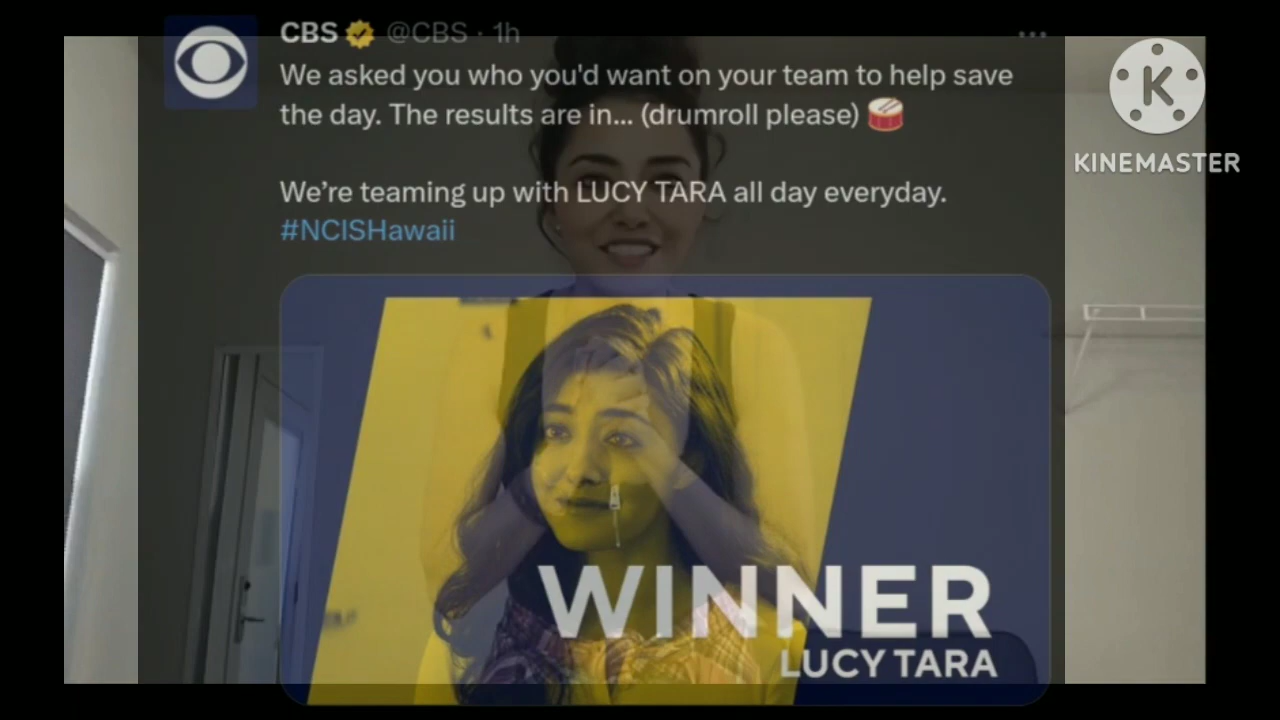 CBS @CBS · 1h
We asked you who you'd want on your team to help save
the day. The results are in... (drumroll please) 🥁
We're teaming up with LUCY TARA all day everyday.
#NCISHawaii
K
KINEMASTER
WINNER
LUCY TARA